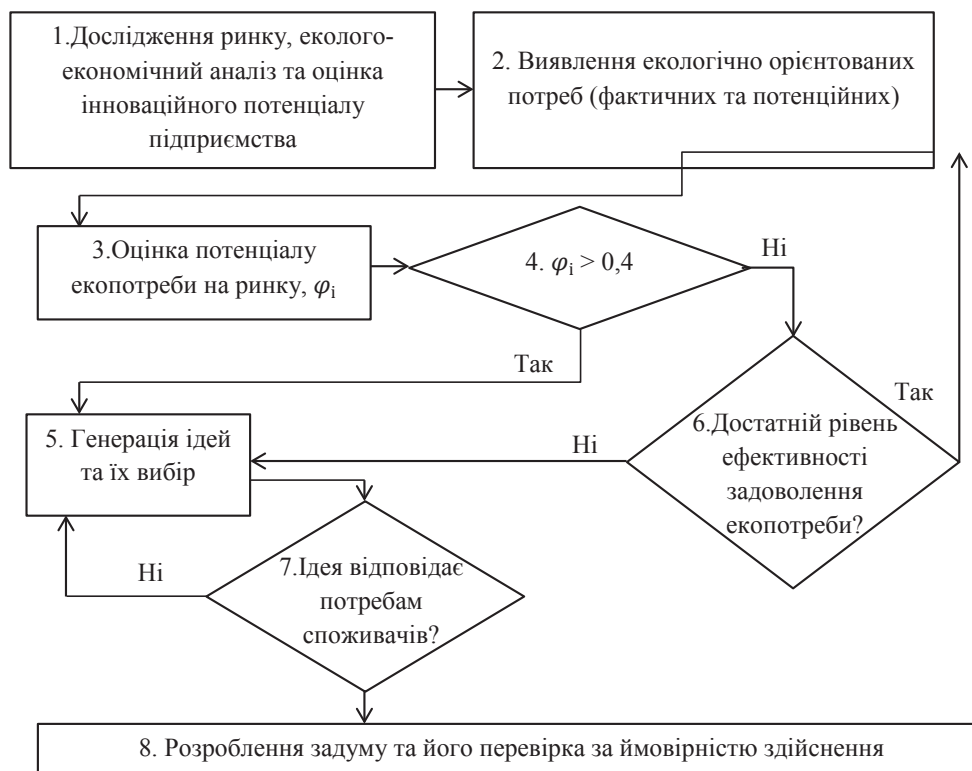 1.Дослідження ринку, еколого-
економічний аналіз та оцінка
інноваційного потенціалу
підприємства
2. Виявлення екологічно орієнтованих
потреб (фактичних та потенційних)
3.Оцінка потенціалу
екопотреби на ринку, φi
4. φi > 0,4
Ні
Так
5. Генерація ідей
та їх вибір
Ні
6.Достатній рівень
ефективності
задоволення
екопотреби?
Так
7.Ідея відповідає
потребам
споживачів?
Ні
8. Розроблення задуму та його перевірка за ймовірністю здійснення